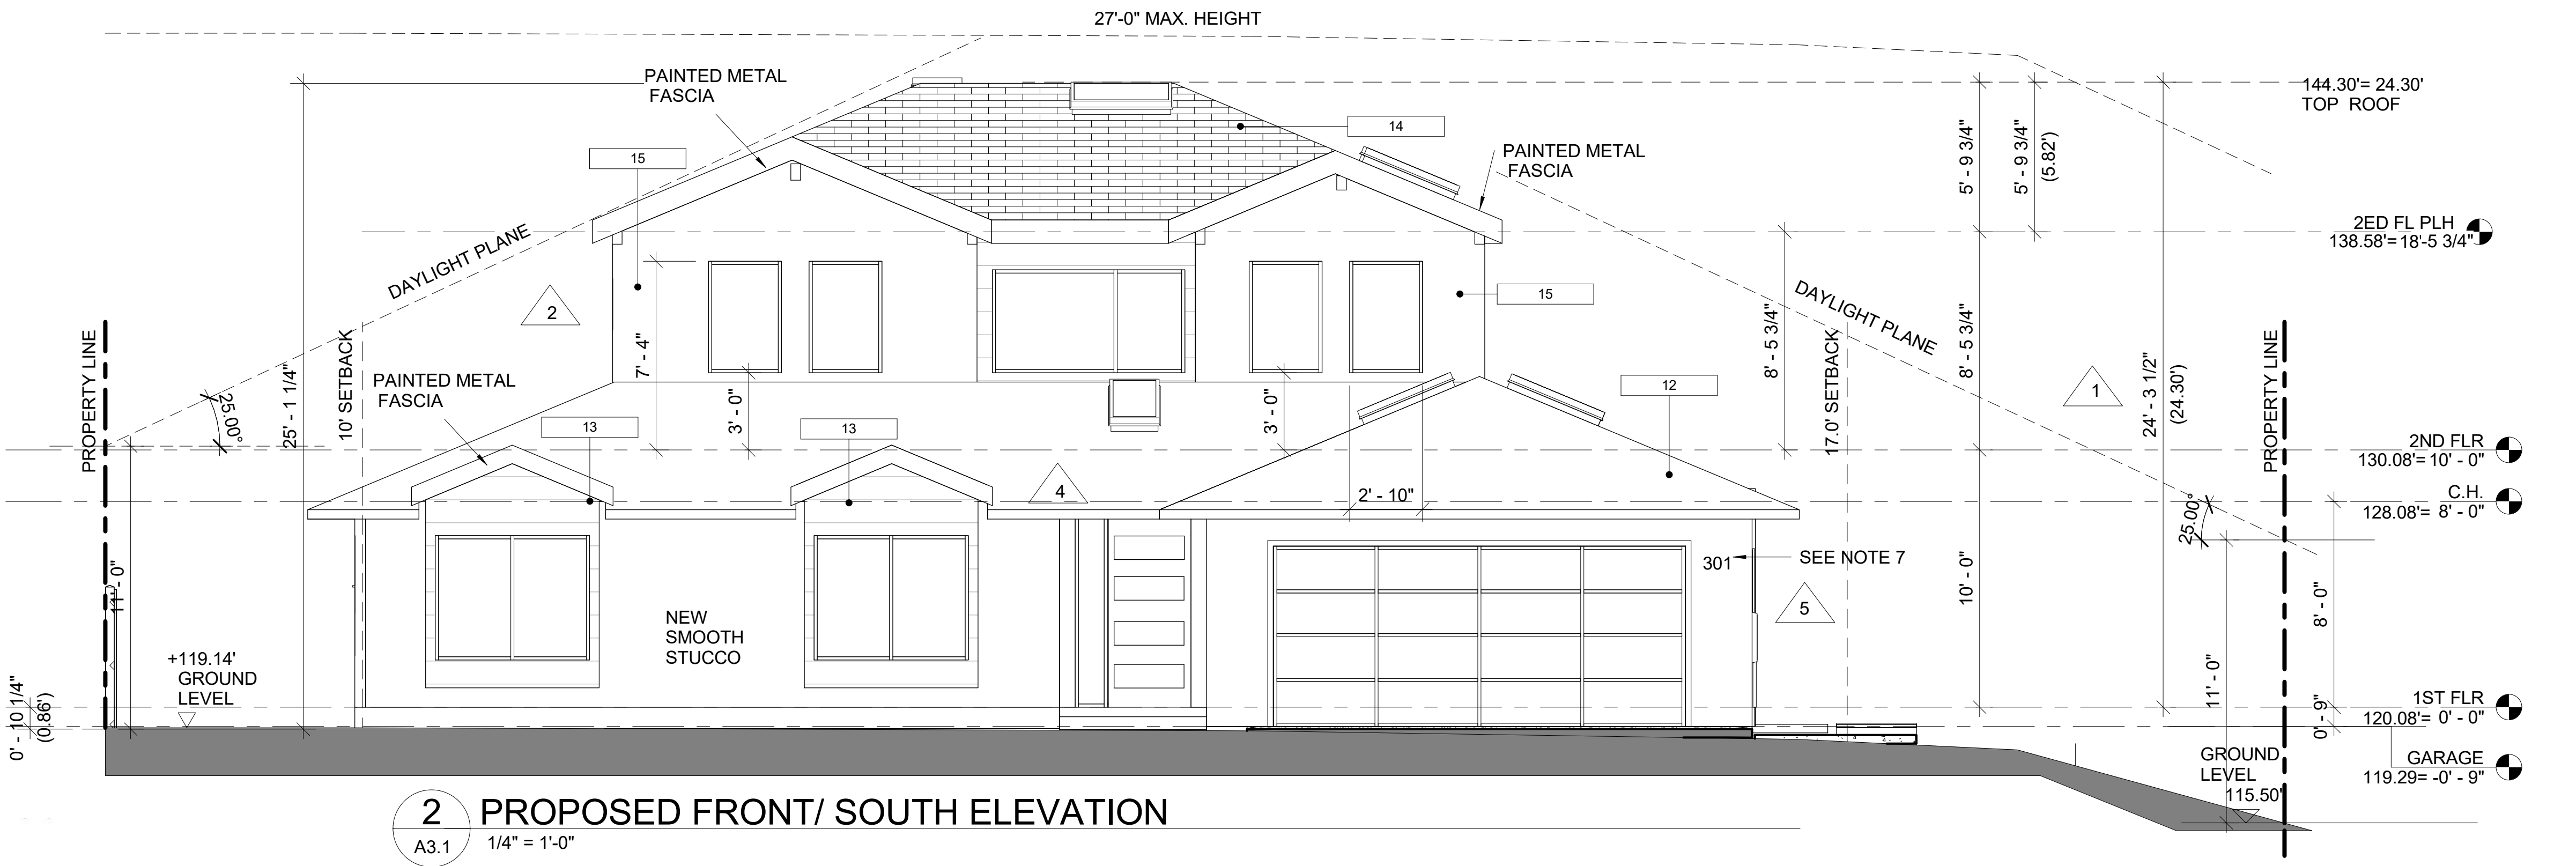 27'-0" MAX. HEIGHT
PAINTED METAL
FASCIA
144.30'= 24.30'
TOP ROOF
14
15
PAINTED METAL
FASCIA
5' - 9 3/4"
5' - 9 3/4"
(5.82')
2ED FL PLH
138.58'= 18'-5 3/4"
DAYLIGHT PLANE
2
15
DAYLIGHT PLANE
PROPERTY LINE
25.00°
25' - 1 1/4"
10' SETBACK
PAINTED METAL
FASCIA
7' - 4"
3' - 0"
3' - 0"
13
13
12
8' - 5 3/4"
17.0' SETBACK
8' - 5 3/4"
1
24' - 3 1/2"
(24.30')
PROPERTY LINE
2ND FLR
130.08'= 10' - 0"
4
2' - 10"
C.H.
128.08'= 8' - 0"
25.00°
11' - 0"
301
SEE NOTE 7
5
10' - 0"
8' - 0"
NEW
SMOOTH
STUCCO
+119.14'
GROUND
LEVEL
0' - 10 1/4"
(0.86')
11' - 0"
0' - 9"
1ST FLR
120.08'= 0' - 0"
GROUND
LEVEL
115.50'
GARAGE
119.29= -0' - 9"
2
A3.1
PROPOSED FRONT/ SOUTH ELEVATION
1/4" = 1'-0"